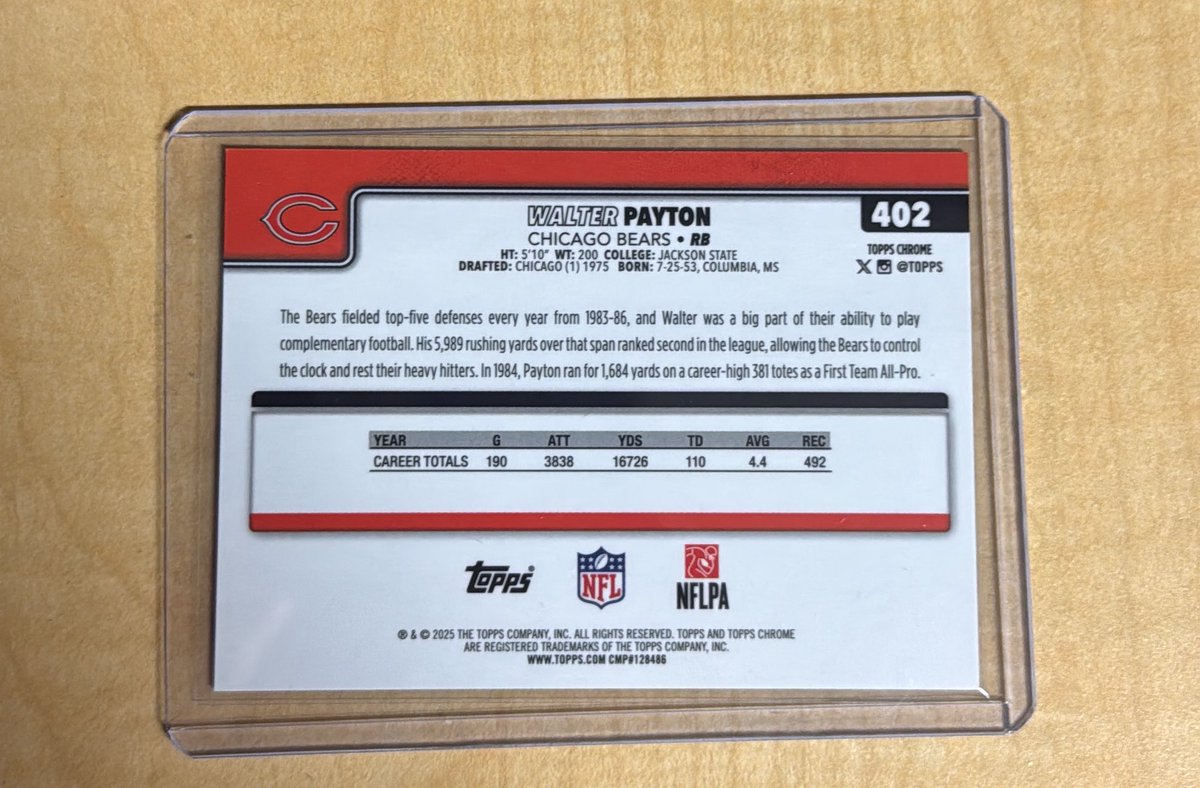 WALTER PAYTON
402
CHICAGO BEARS • RB
HT: 5'10" WT: 200 COLLEGE: JACKSON STATE
DRAFTED: CHICAGO (1) 1975 BORN: 7-25-53, COLUMBIA, MS
TOPPS CHROME
X @TOPPS
The Bears fielded top-five defenses every year from 1983-86, and Walter was a big part of their ability to play
complementary football. His 5,989 rushing yards over that span ranked second in the league, allowing the Bears to control
the clock and rest their heavy hitters. In 1984, Payton ran for 1,684 yards on a career-high 381 totes as a First Team All-Pro.
YEAR G ATT YDS TD AVG REC
CAREER TOTALS 190 3838 16726 110 4.4 492
topps®
NFL
NFLPA
® & © 2025 THE TOPPS COMPANY, INC. ALL RIGHTS RESERVED. TOPPS AND TOPPS CHROME
ARE REGISTERED TRADEMARKS OF THE TOPPS COMPANY, INC.
WWW.TOPPS.COM CMP#128486